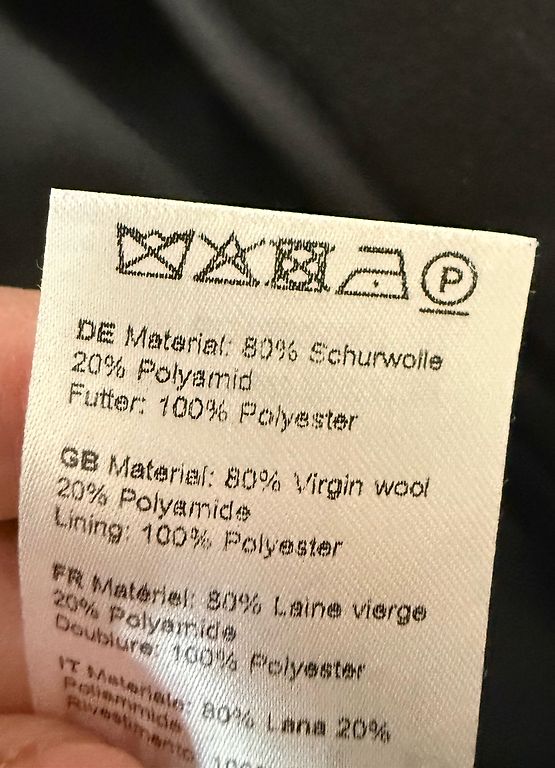 P
DE Material: 80% Schurwolle
20% Polyamid
Futter: 100% Polyester
GB Material: 80% Virgin wool
20% Polyamide
Lining: 100% Polyester
FR Matériel: 80% Laine vierge
20% Polyamide
Doublure: 100% Polyester
IT Materiale: 80% Lana 20%
Poliammide
Rivestimento